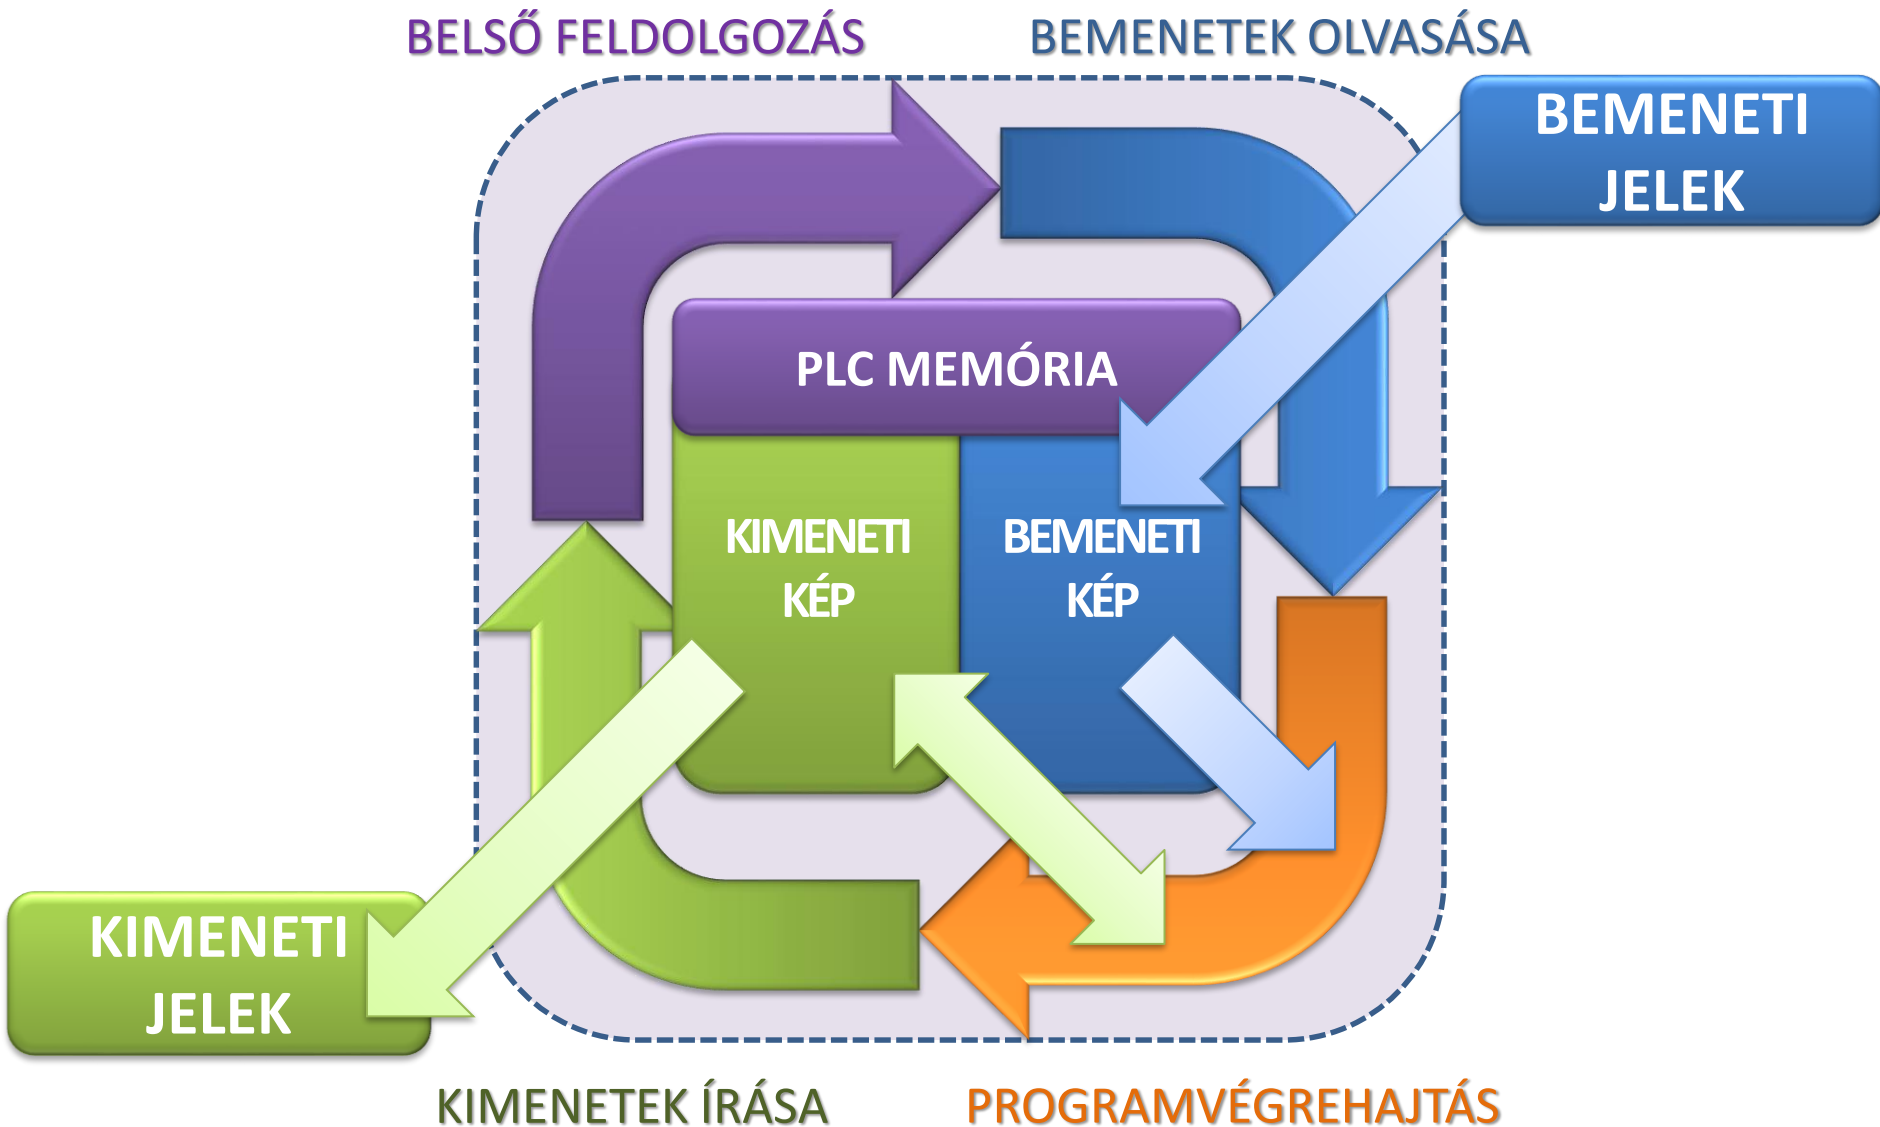 BELSŐ FELDOLGOZÁS
BEMENETEK OLVASÁSA
BEMENETI
JELEK
PLC MEMÓRIA
KIMENETI
KÉP
BEMENETI
KÉP
KIMENETI
JELEK
KIMENETEK ÍRÁSA
PROGRAMVÉGREHAJTÁS